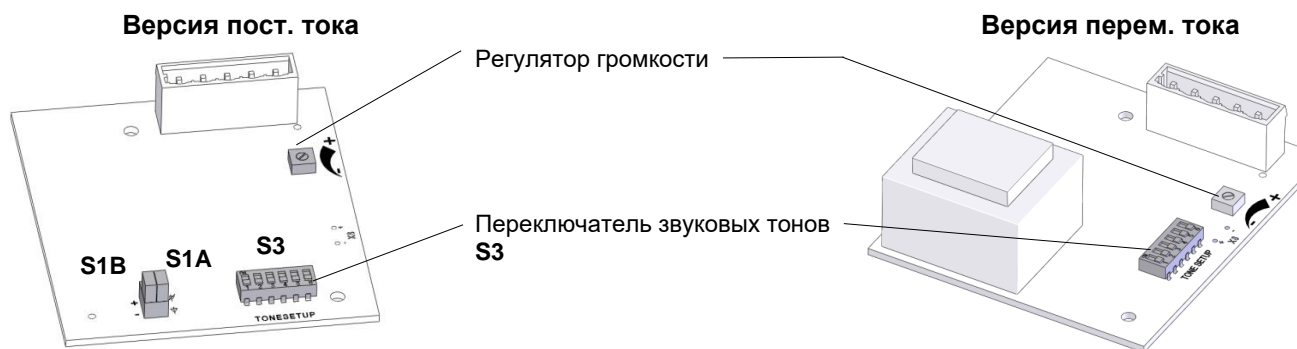 Версия пост. тока
Версия перем. тока
Регулятор громкости
+
-
+
-
Переключатель звуковых тонов
S3
S3
S1B
S1A
+
-
+
-
+
-
TONESETUP
TONE SETUP